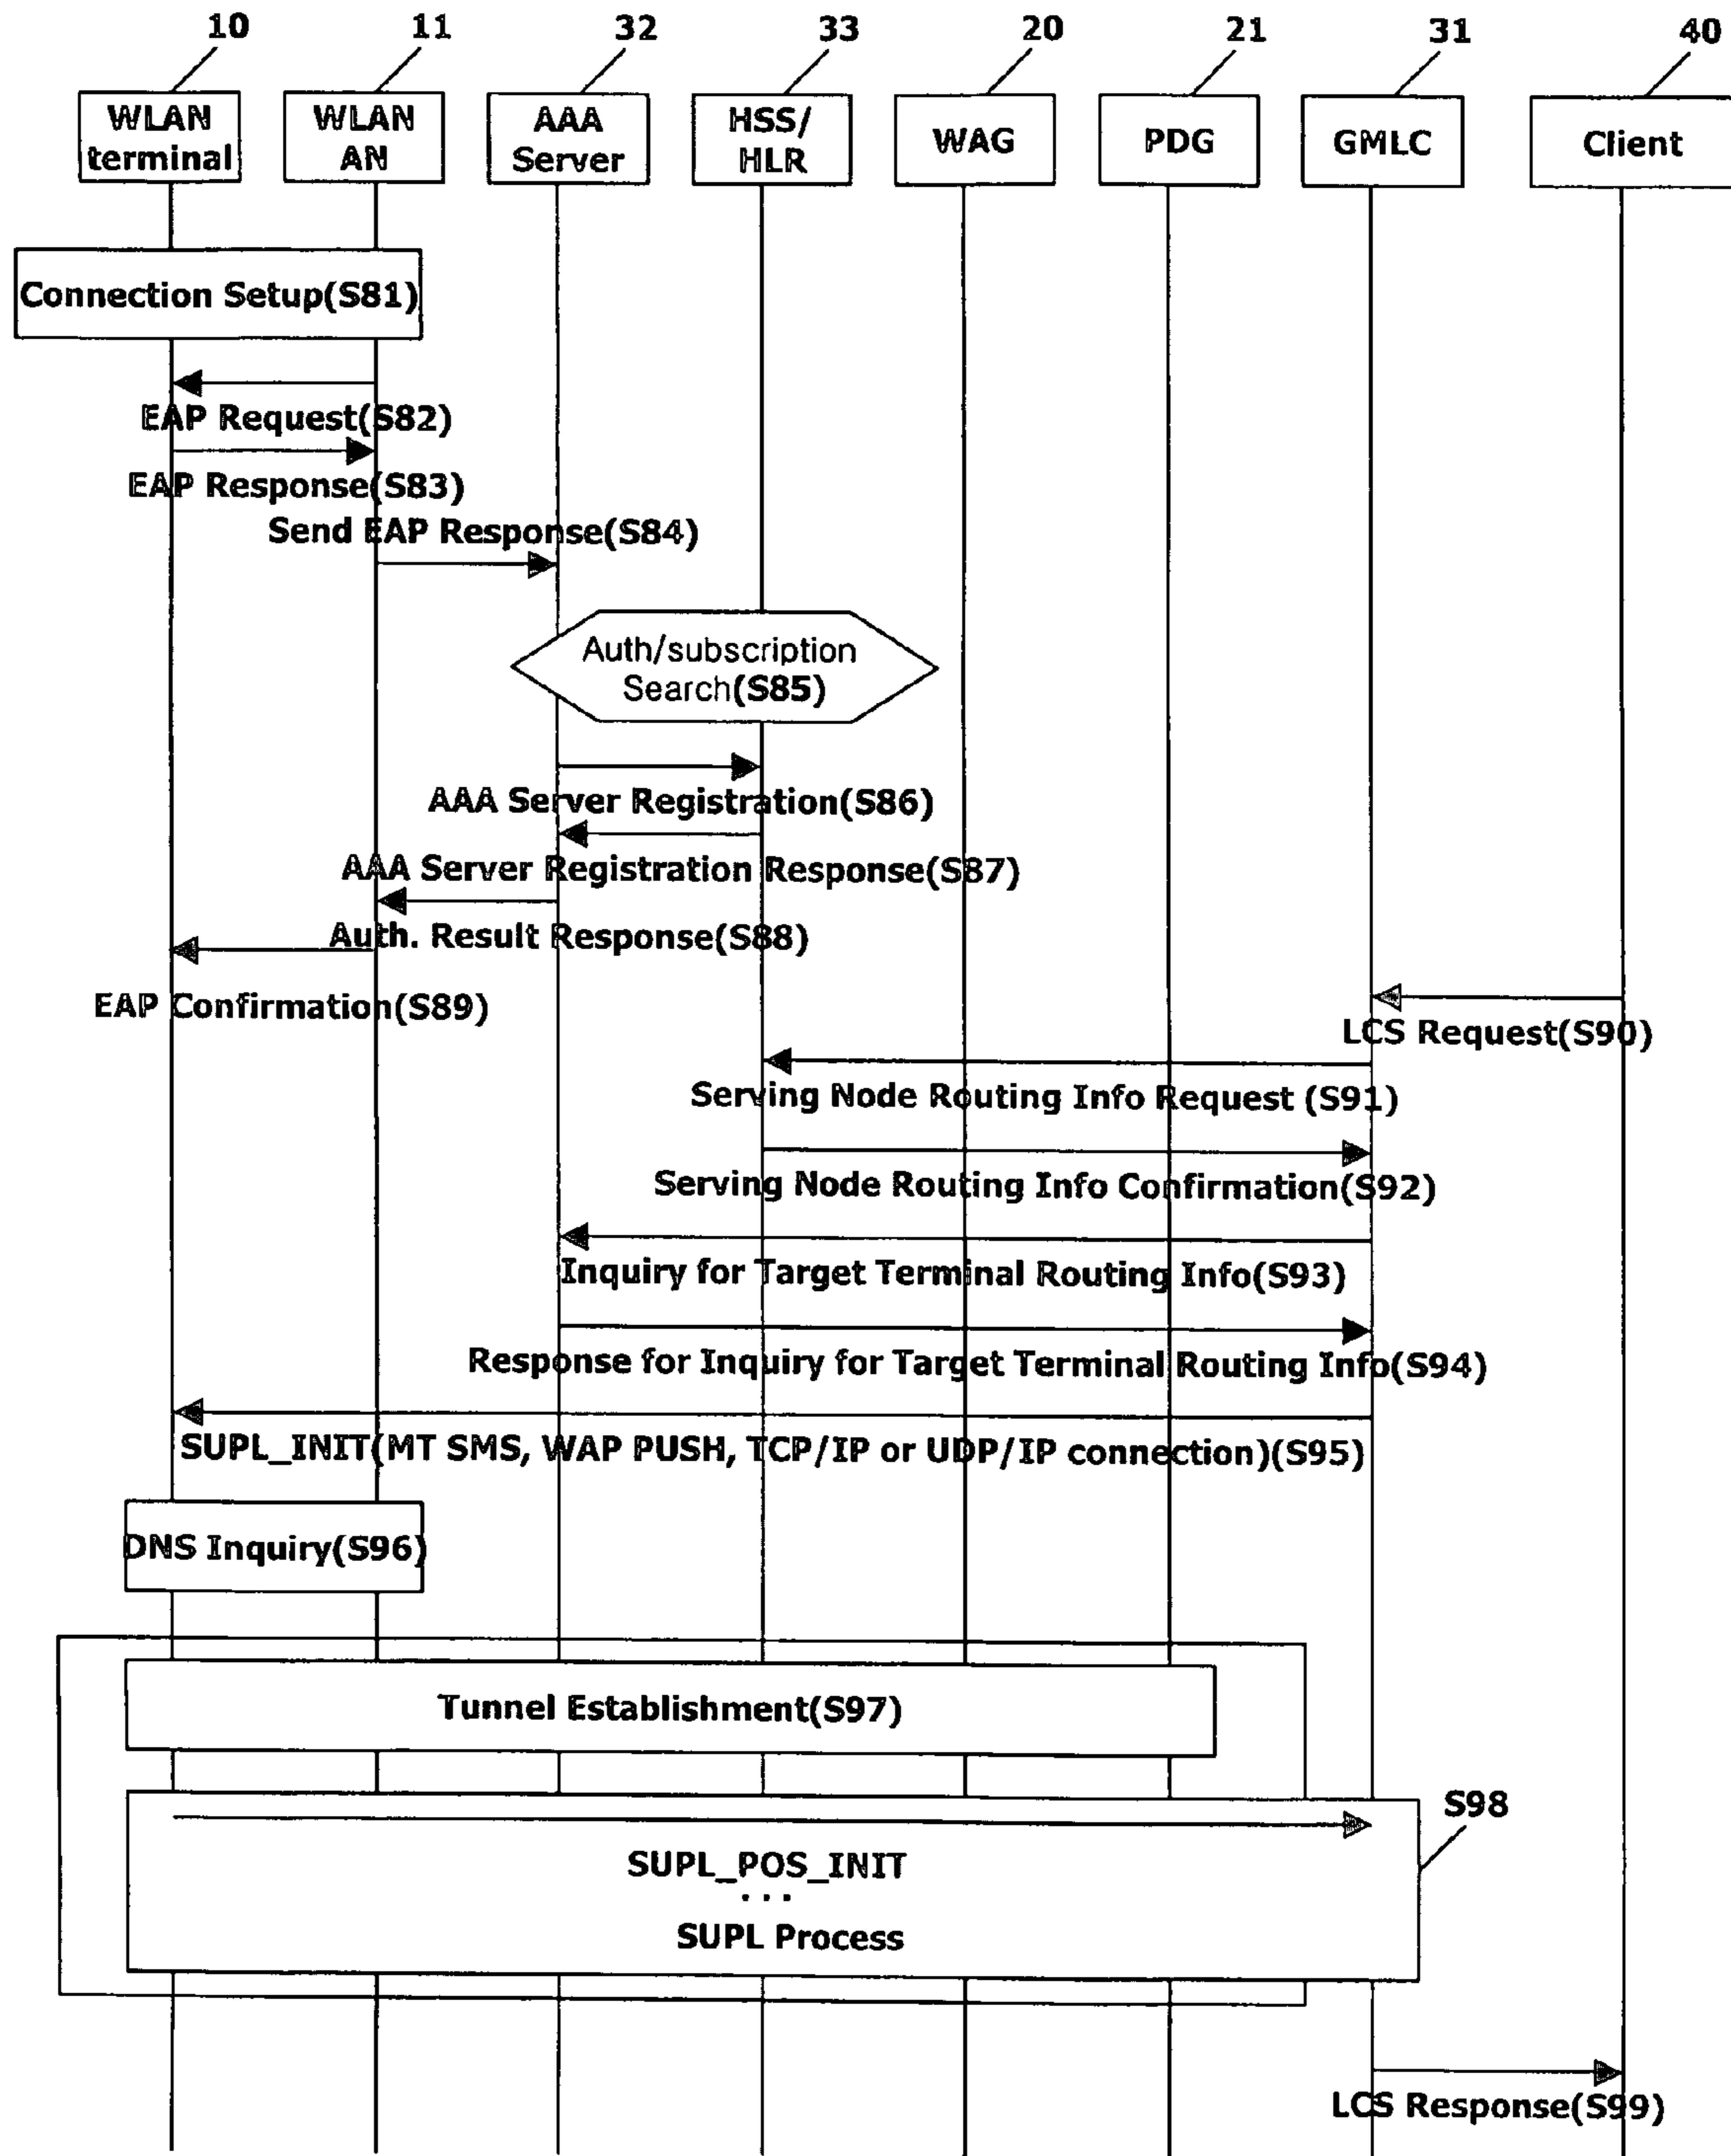 10 11 32 33 20 21 31 40
WLAN terminal
WLAN AN
AAA Server
HSS/ HLR
WAG
PDG
GMLC
Client
Connection Setup(S81)
EAP Request(S82)
EAP Response(S83)
Send EAP Response(S84)
Auth/subscription
Search(S85)
AAA Server Registration(S86)
AAA Server Registration Response(S87)
Auth. Result Response(S88)
EAP Confirmation(S89)
LCS Request(S90)
Serving Node Routing Info Request (S91)
Serving Node Routing Info Confirmation(S92)
Inquiry for Target Terminal Routing Info(S93)
Response for Inquiry for Target Terminal Routing Info(S94)
SUPL_INIT(MT SMS, WAP PUSH, TCP/IP or UDP/IP connection)(S95)
DNS Inquiry(S96)
Tunnel Establishment(S97)
S98
SUPL_POS_INIT
...
SUPL Process
LCS Response(S99)